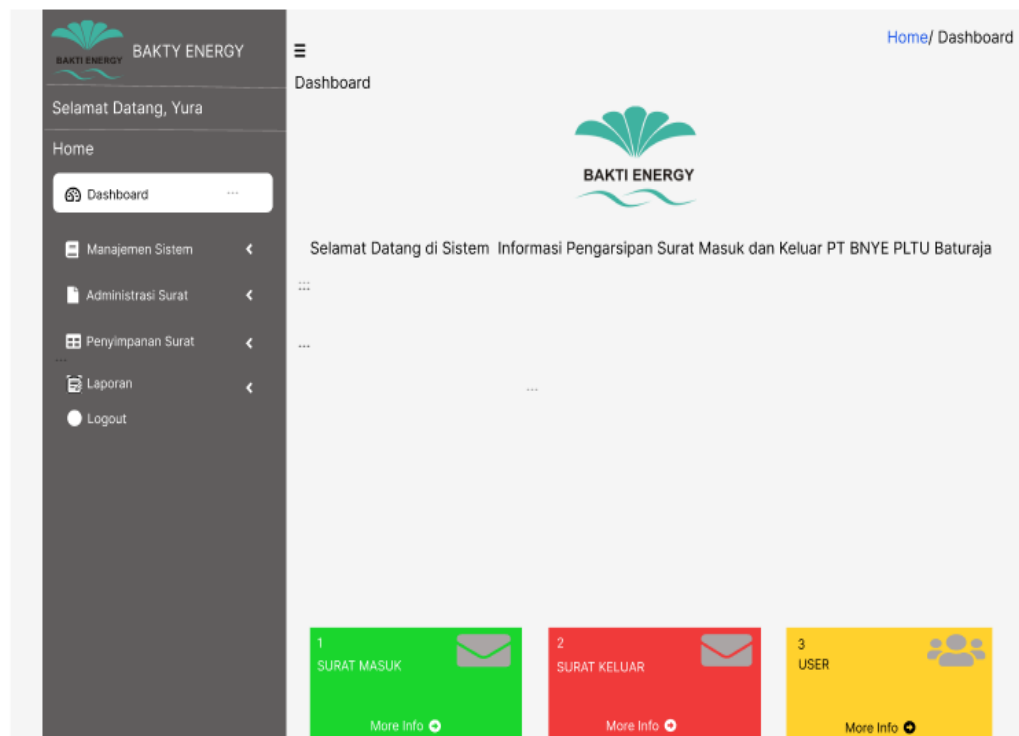 BAKTI ENERGY
BAKTY ENERGY
Selamat Datang, Yura
Home
Dashboard ...
Manajemen Sistem
Administrasi Surat
Penyimpanan Surat
...
Laporan
Logout
Home/ Dashboard
Dashboard
BAKTI ENERGY
Selamat Datang di Sistem Informasi Pengarsipan Surat Masuk dan Keluar PT BNYE PLTU Baturaja
...
...
...
1
SURAT MASUK
More Info
2
SURAT KELUAR
More Info
3
USER
More Info